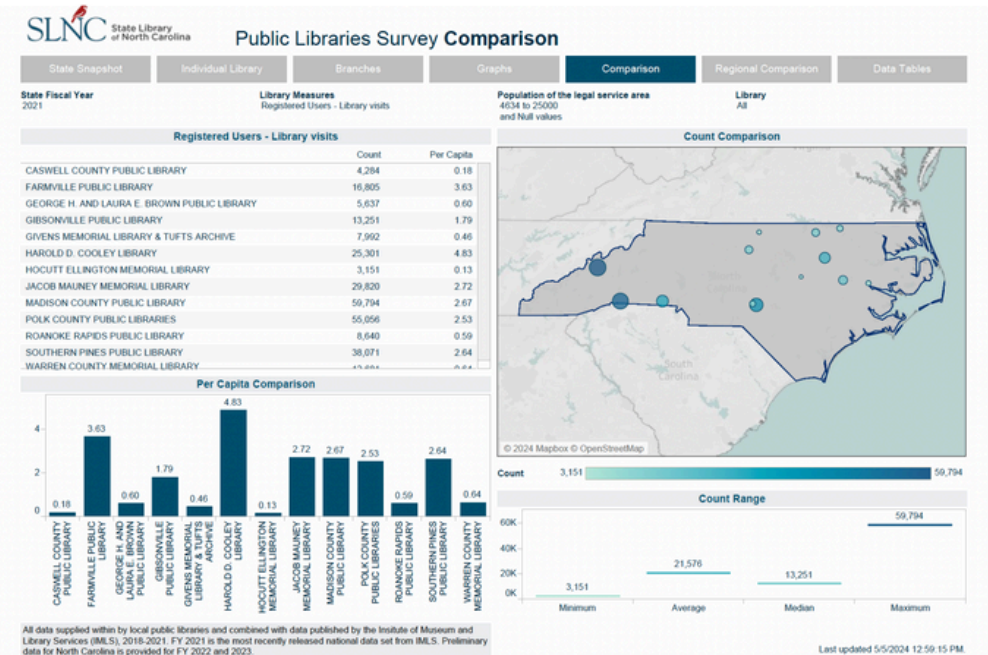 SLNC State Library
of North Carolina
Public Libraries Survey Comparison
State Snapshot
Individual Library
Branches
Graphs
Comparison
Regional Comparison
Data Tables
State Fiscal Year
2021
Library Measures
Registered Users - Library visits
Population of the legal service area
4634 to 25000
and Null values
Library
All
Registered Users - Library visits
Count Per Capita
CASWELL COUNTY PUBLIC LIBRARY 4,284 0.18
FARMVILLE PUBLIC LIBRARY 16,805 3.63
GEORGE H. AND LAURA E. BROWN PUBLIC LIBRARY 5,637 0.60
GIBSONVILLE PUBLIC LIBRARY 13,251 1.79
GIVENS MEMORIAL LIBRARY & TUFTS ARCHIVE 7,992 0.46
HAROLD D. COOLEY LIBRARY 25,301 4.83
HOCUTT ELLINGTON MEMORIAL LIBRARY 3,151 0.13
JACOB MAUNEY MEMORIAL LIBRARY 29,820 2.72
MADISON COUNTY PUBLIC LIBRARY 59,794 2.67
POLK COUNTY PUBLIC LIBRARIES 55,056 2.53
ROANOKE RAPIDS PUBLIC LIBRARY 8,640 0.59
SOUTHERN PINES PUBLIC LIBRARY 38,071 2.64
WARREN COUNTY MEMORIAL LIBRARY
Per Capita Comparison
4
2
0
0.18
3.63
0.60
1.79
0.46
4.83
0.13
2.72
2.67
2.53
0.59
2.64
0.64
CASWELL COUNTY
PUBLIC LIBRARY
FARMVILLE PUBLIC
LIBRARY
GEORGE H. AND
LAURA E. BROWN
PUBLIC LIBRARY
GIBSONVILLE
PUBLIC LIBRARY
GIVENS MEMORIAL
LIBRARY & TUFTS
ARCHIVE
HAROLD D. COOLEY
LIBRARY
HOCUTT ELLINGTON
MEMORIAL LIBRARY
JACOB MAUNEY
MEMORIAL LIBRARY
MADISON COUNTY
PUBLIC LIBRARY
POLK COUNTY
PUBLIC LIBRARIES
ROANOKE RAPIDS
PUBLIC LIBRARY
SOUTHERN PINES
PUBLIC LIBRARY
WARREN COUNTY
MEMORIAL LIBRARY
All data supplied within by local public libraries and combined with data published by the Insitute of Museum and
Library Services (IMLS), 2018-2021. FY 2021 is the most recently released national data set from IMLS. Preliminary
data for North Carolina is provided for FY 2022 and 2023.
Count Comparison
North
Carolina
South
Carolina
© 2024 Mapbox © OpenStreetMap
Count 3,151 59,794
Count Range
60K
40K
20K
0K
3,151
21,576
13,251
59,794
Minimum
Average
Median
Maximum
Last updated 5/5/2024 12:59:15 PM.